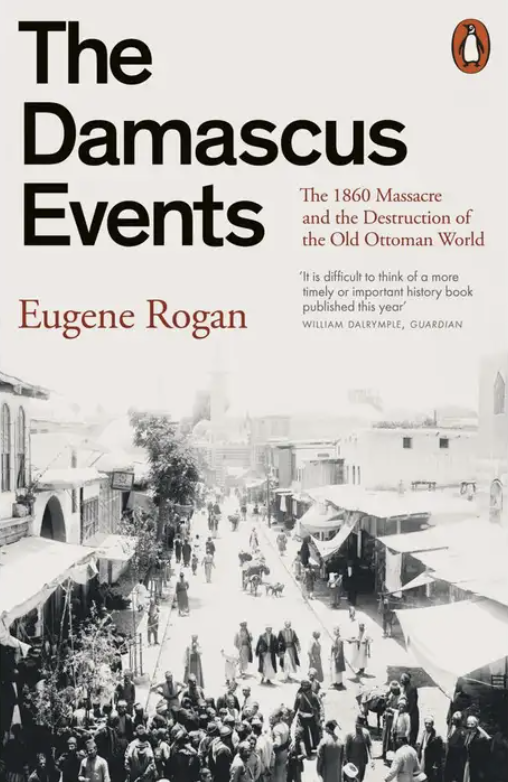 The
Damascus
Events
The 1860 Massacre
and the Destruction of
the Old Ottoman World
'It is difficult to think of a more
timely or important history book
published this year'
WILLIAM DALRYMPLE, GUARDIAN
Eugene Rogan